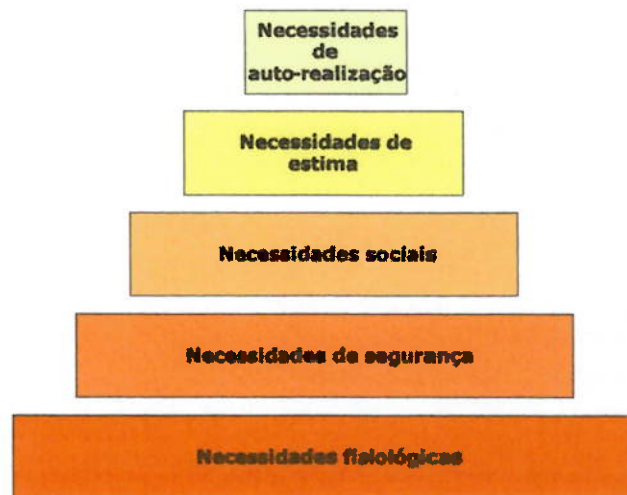 Necessidades
de
auto-realização
Necessidades de
estima
Necessidades sociais
Necessidades de segurança
Necessidades fisiológicas